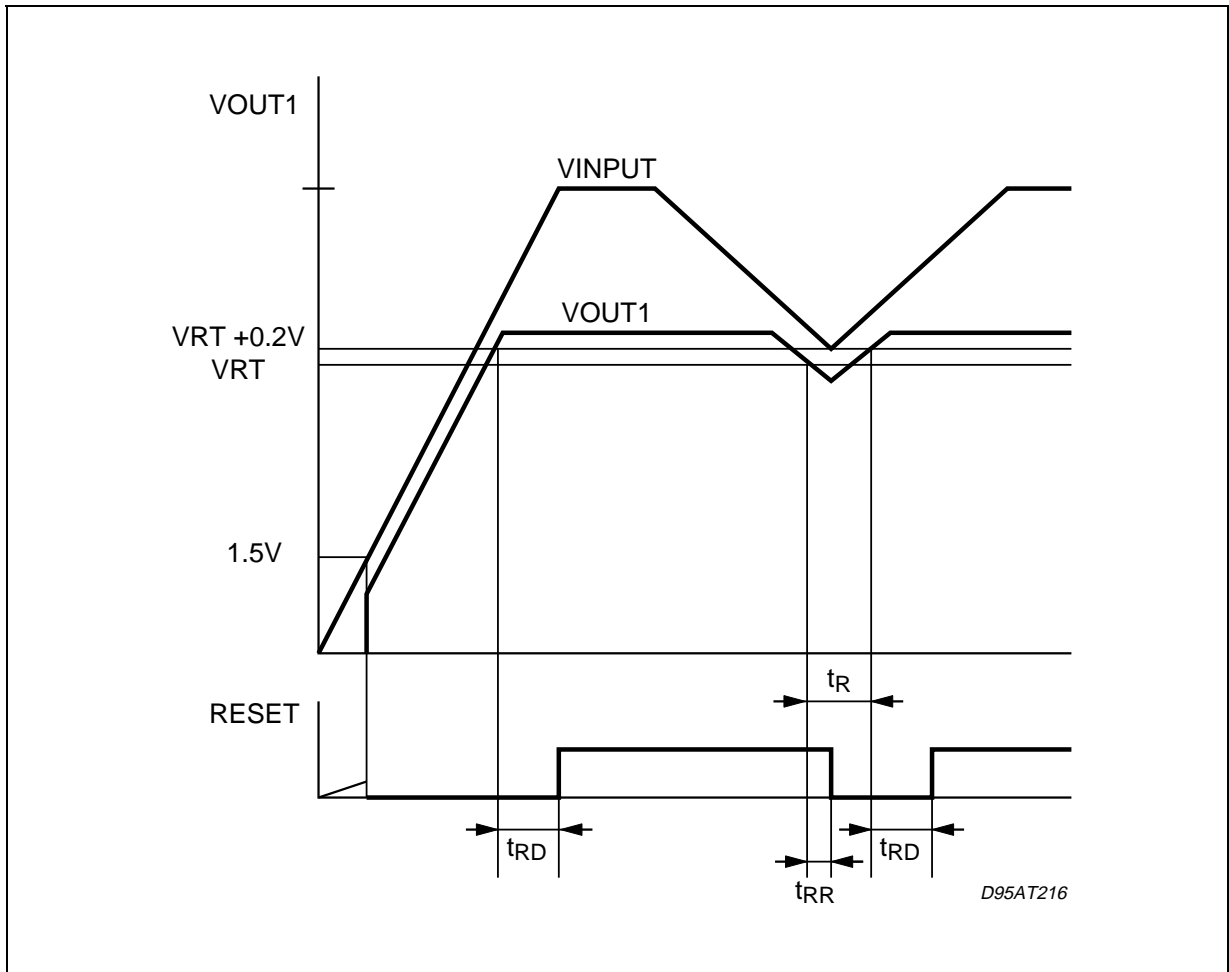 VOUT1
VINPUT
VOUT1
VRT +0.2V
VRT
1.5V
tR
RESET
tRD
tRD
tRR
D95AT216